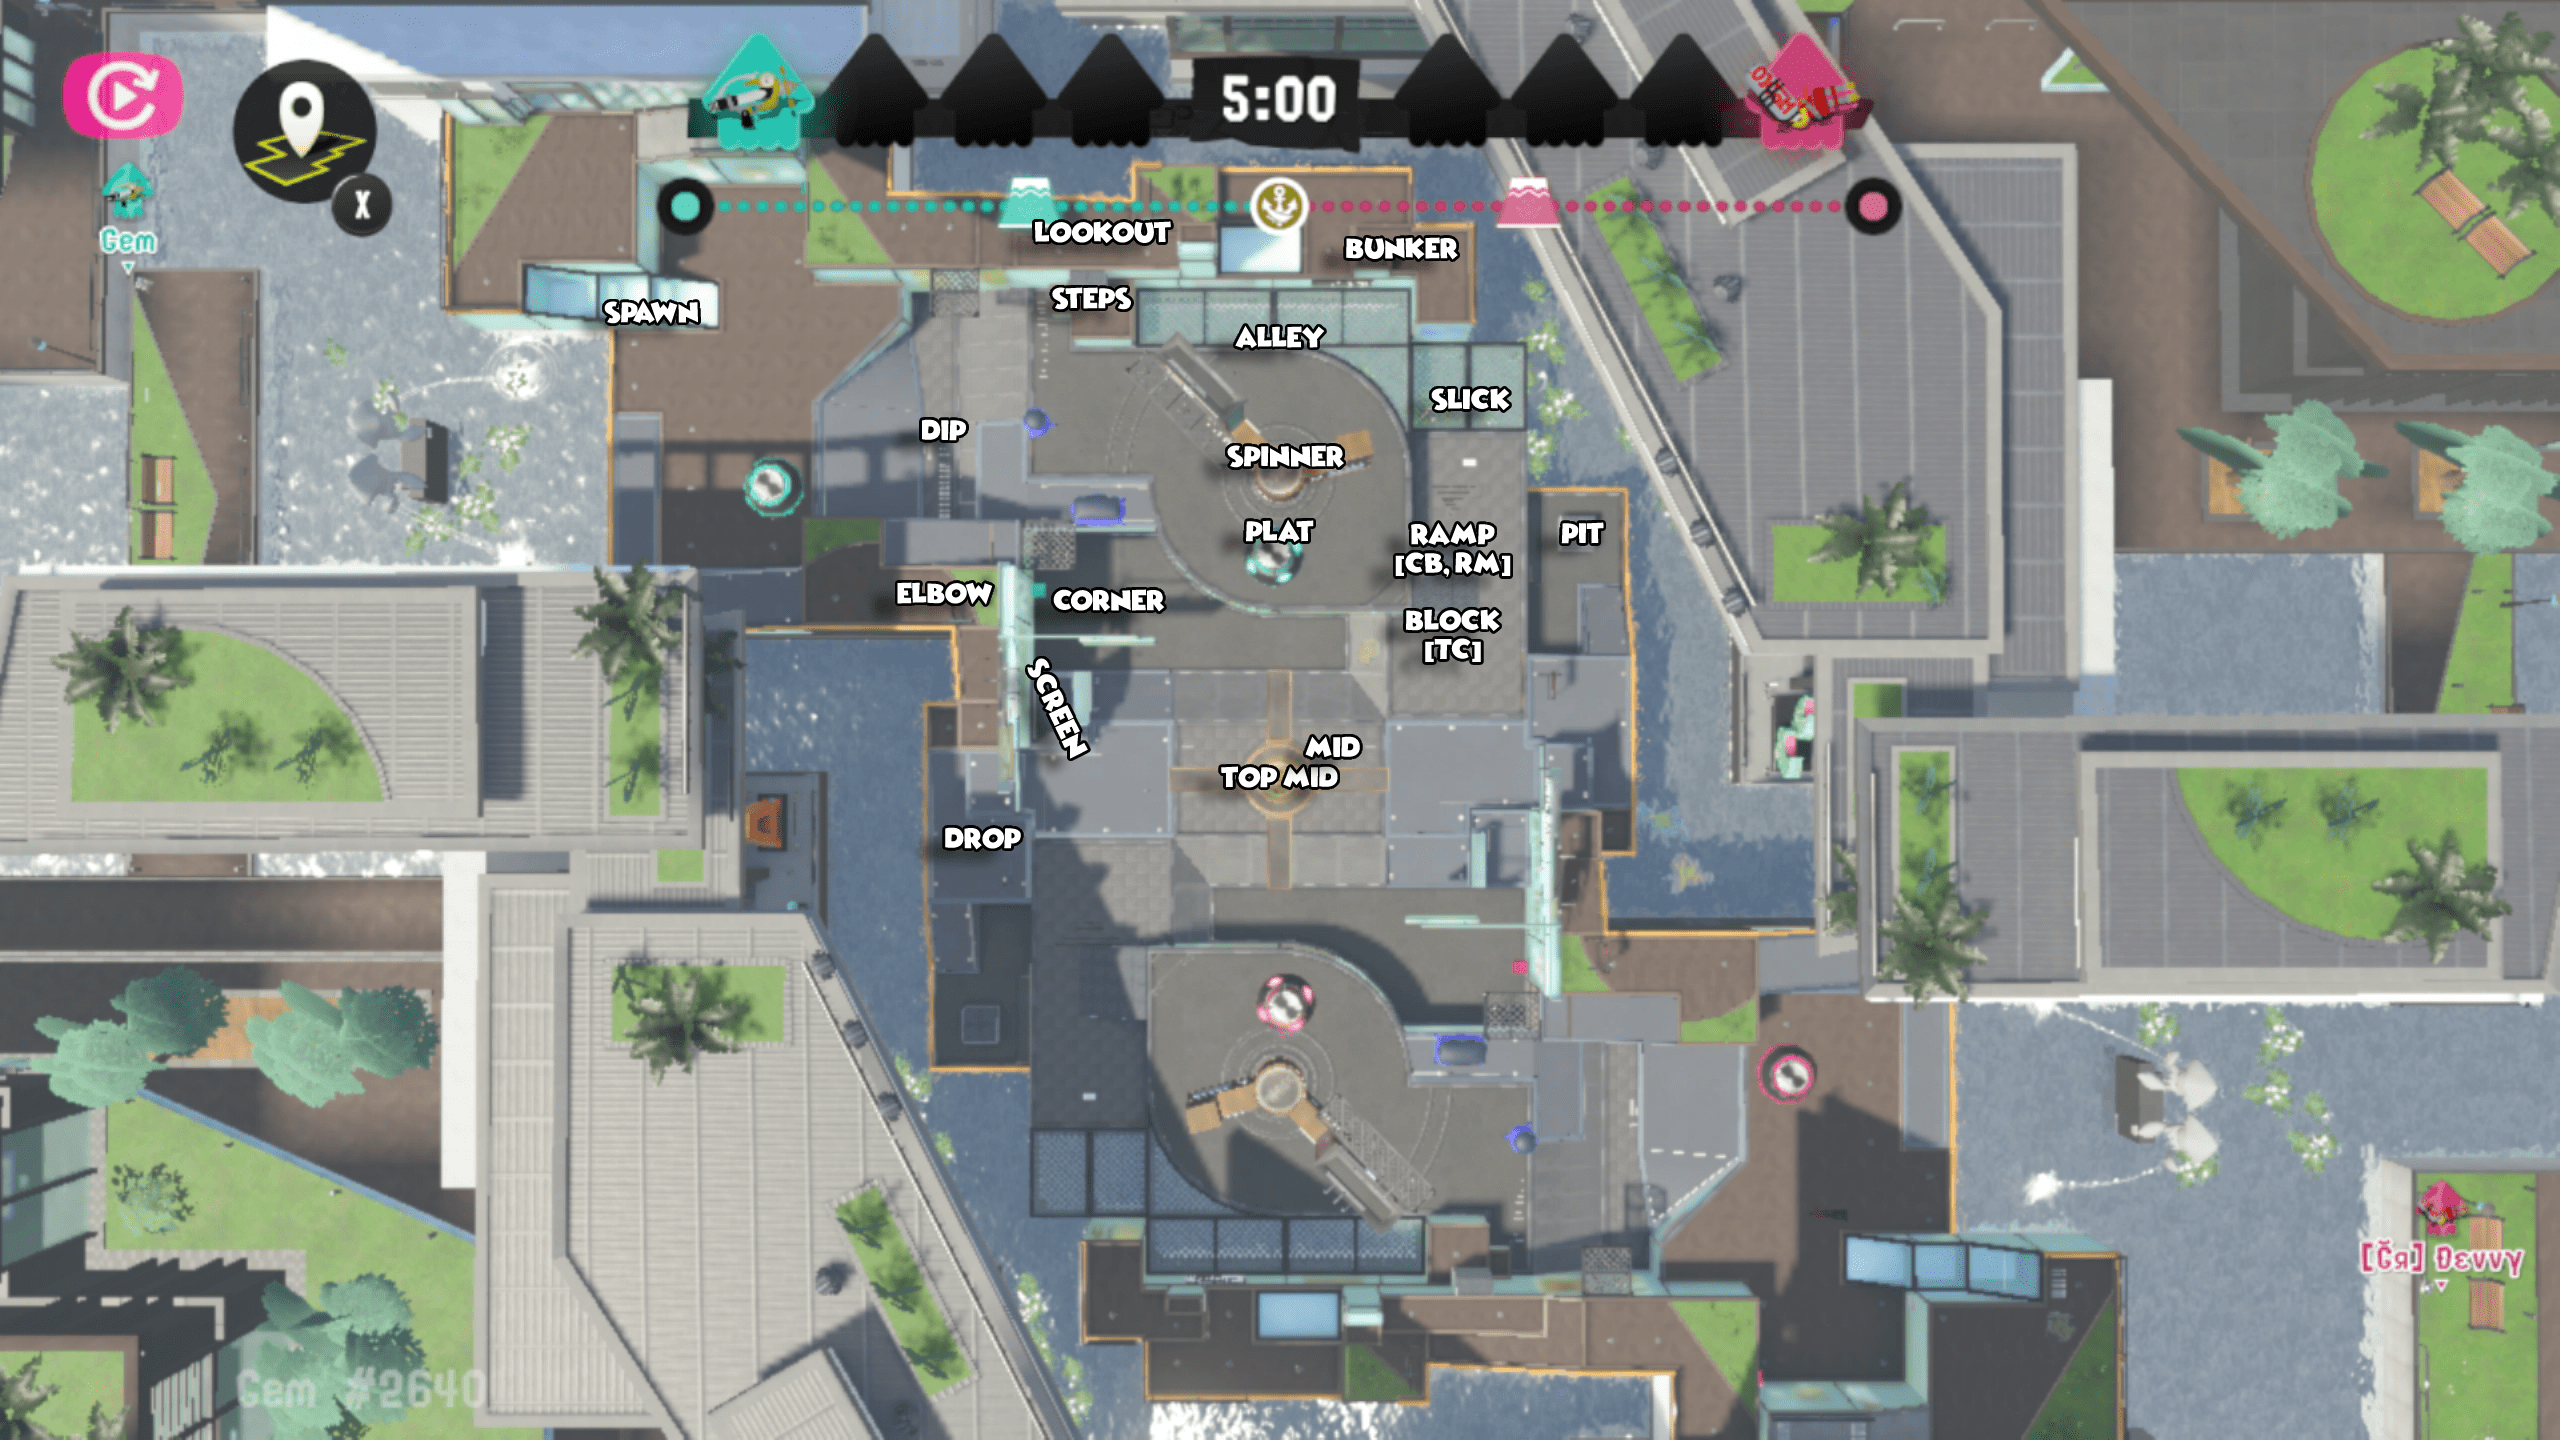 5:00
X
Gem
LOOKOUT
BUNKER
STEPS
SPAWN
ALLEY
SLICK
DIP
SPINNER
PLAT
RAMP
[CB, RM]
PIT
ELBOW
CORNER
BLOCK
[TC]
SCREEN
MID
TOP MID
DROP
[Čя] Đєννγ
Gem #2640